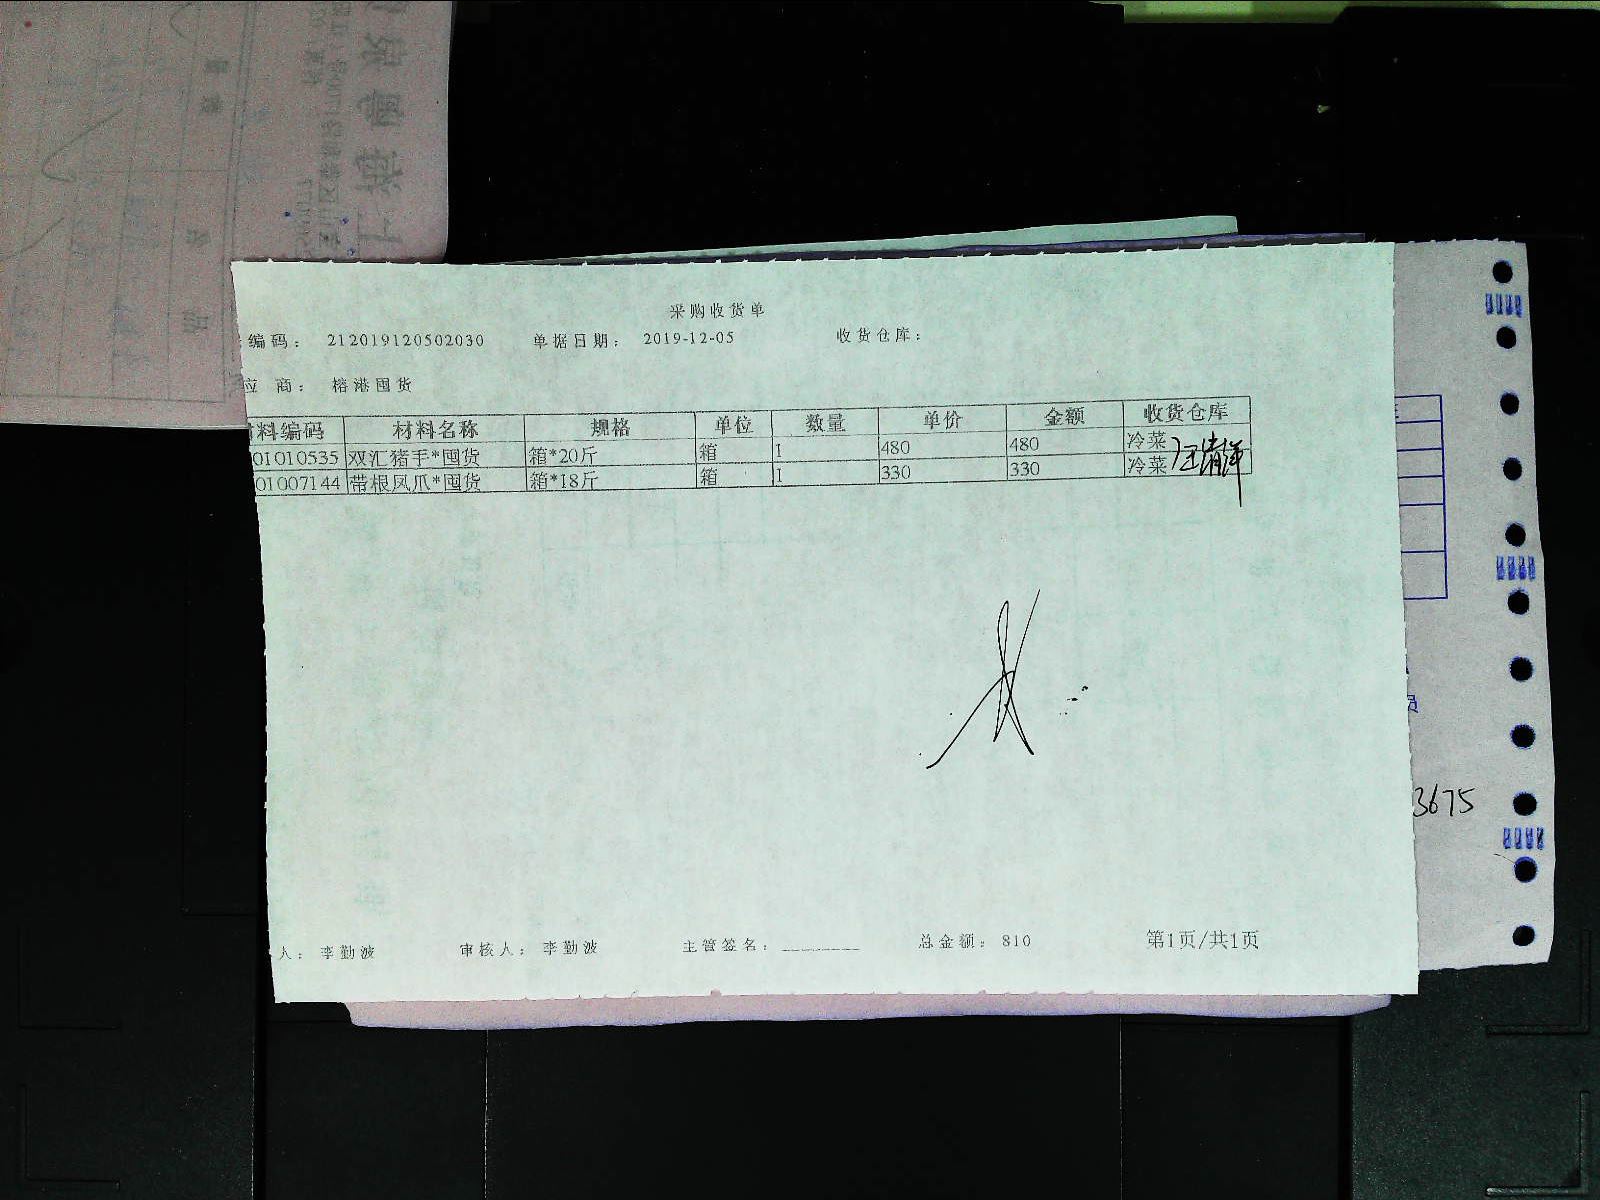 采购收货单
编码： 212019120502030 单据日期： 2019-12-05 收货仓库：
应 商： 榕港囤货
材料编码 材料名称 规格 单位 数量 单价 金额 收货仓库
01010535 双汇猪手*囤货 箱*20斤 箱 1 480 480 冷菜
01007144 带根凤爪*囤货 箱*18斤 箱 1 330 330 冷菜
员
3675
人： 李勤波 审核人： 李勤波 主管签名： 总金额： 810 第1页/共1页